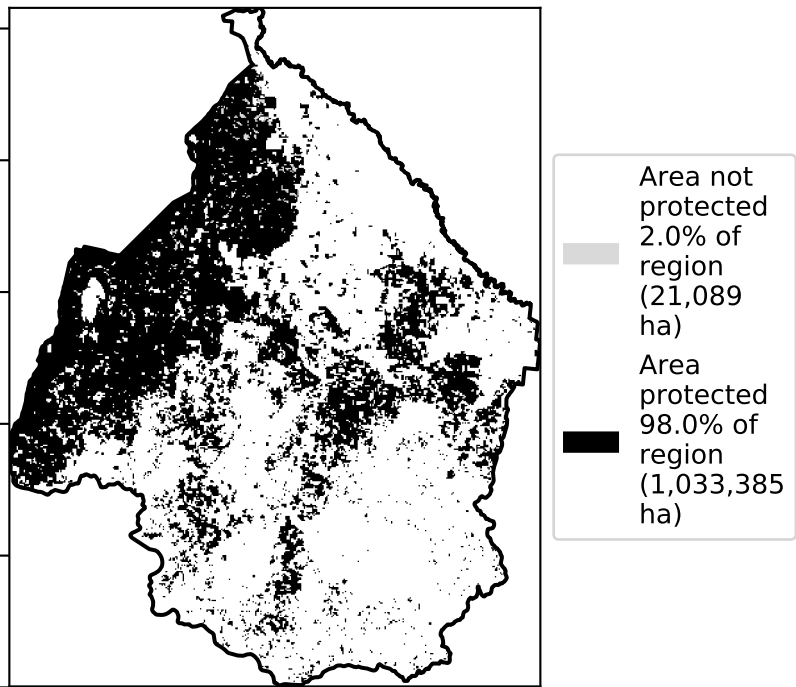 Area not
protected
2.0% of
region
(21,089
ha)
Area
protected
98.0% of
region
(1,033,385
ha)